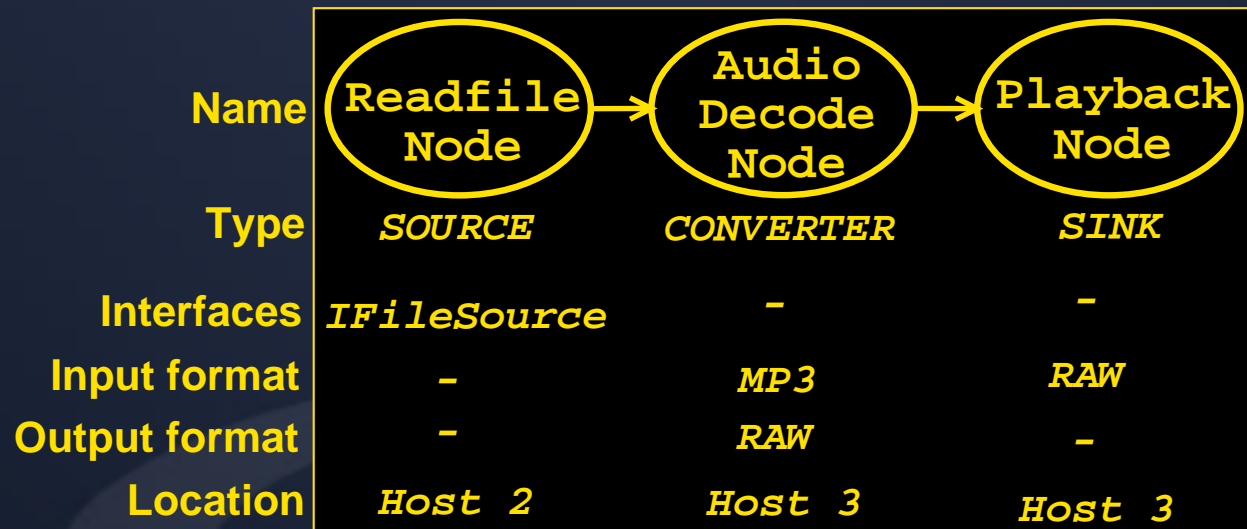 Name Readfile Node Audio Decode Node Playback Node
Type SOURCE CONVERTER SINK
Interfaces IFileSource - -
Input format - MP3 RAW
Output format - RAW -
Location Host 2 Host 3 Host 3